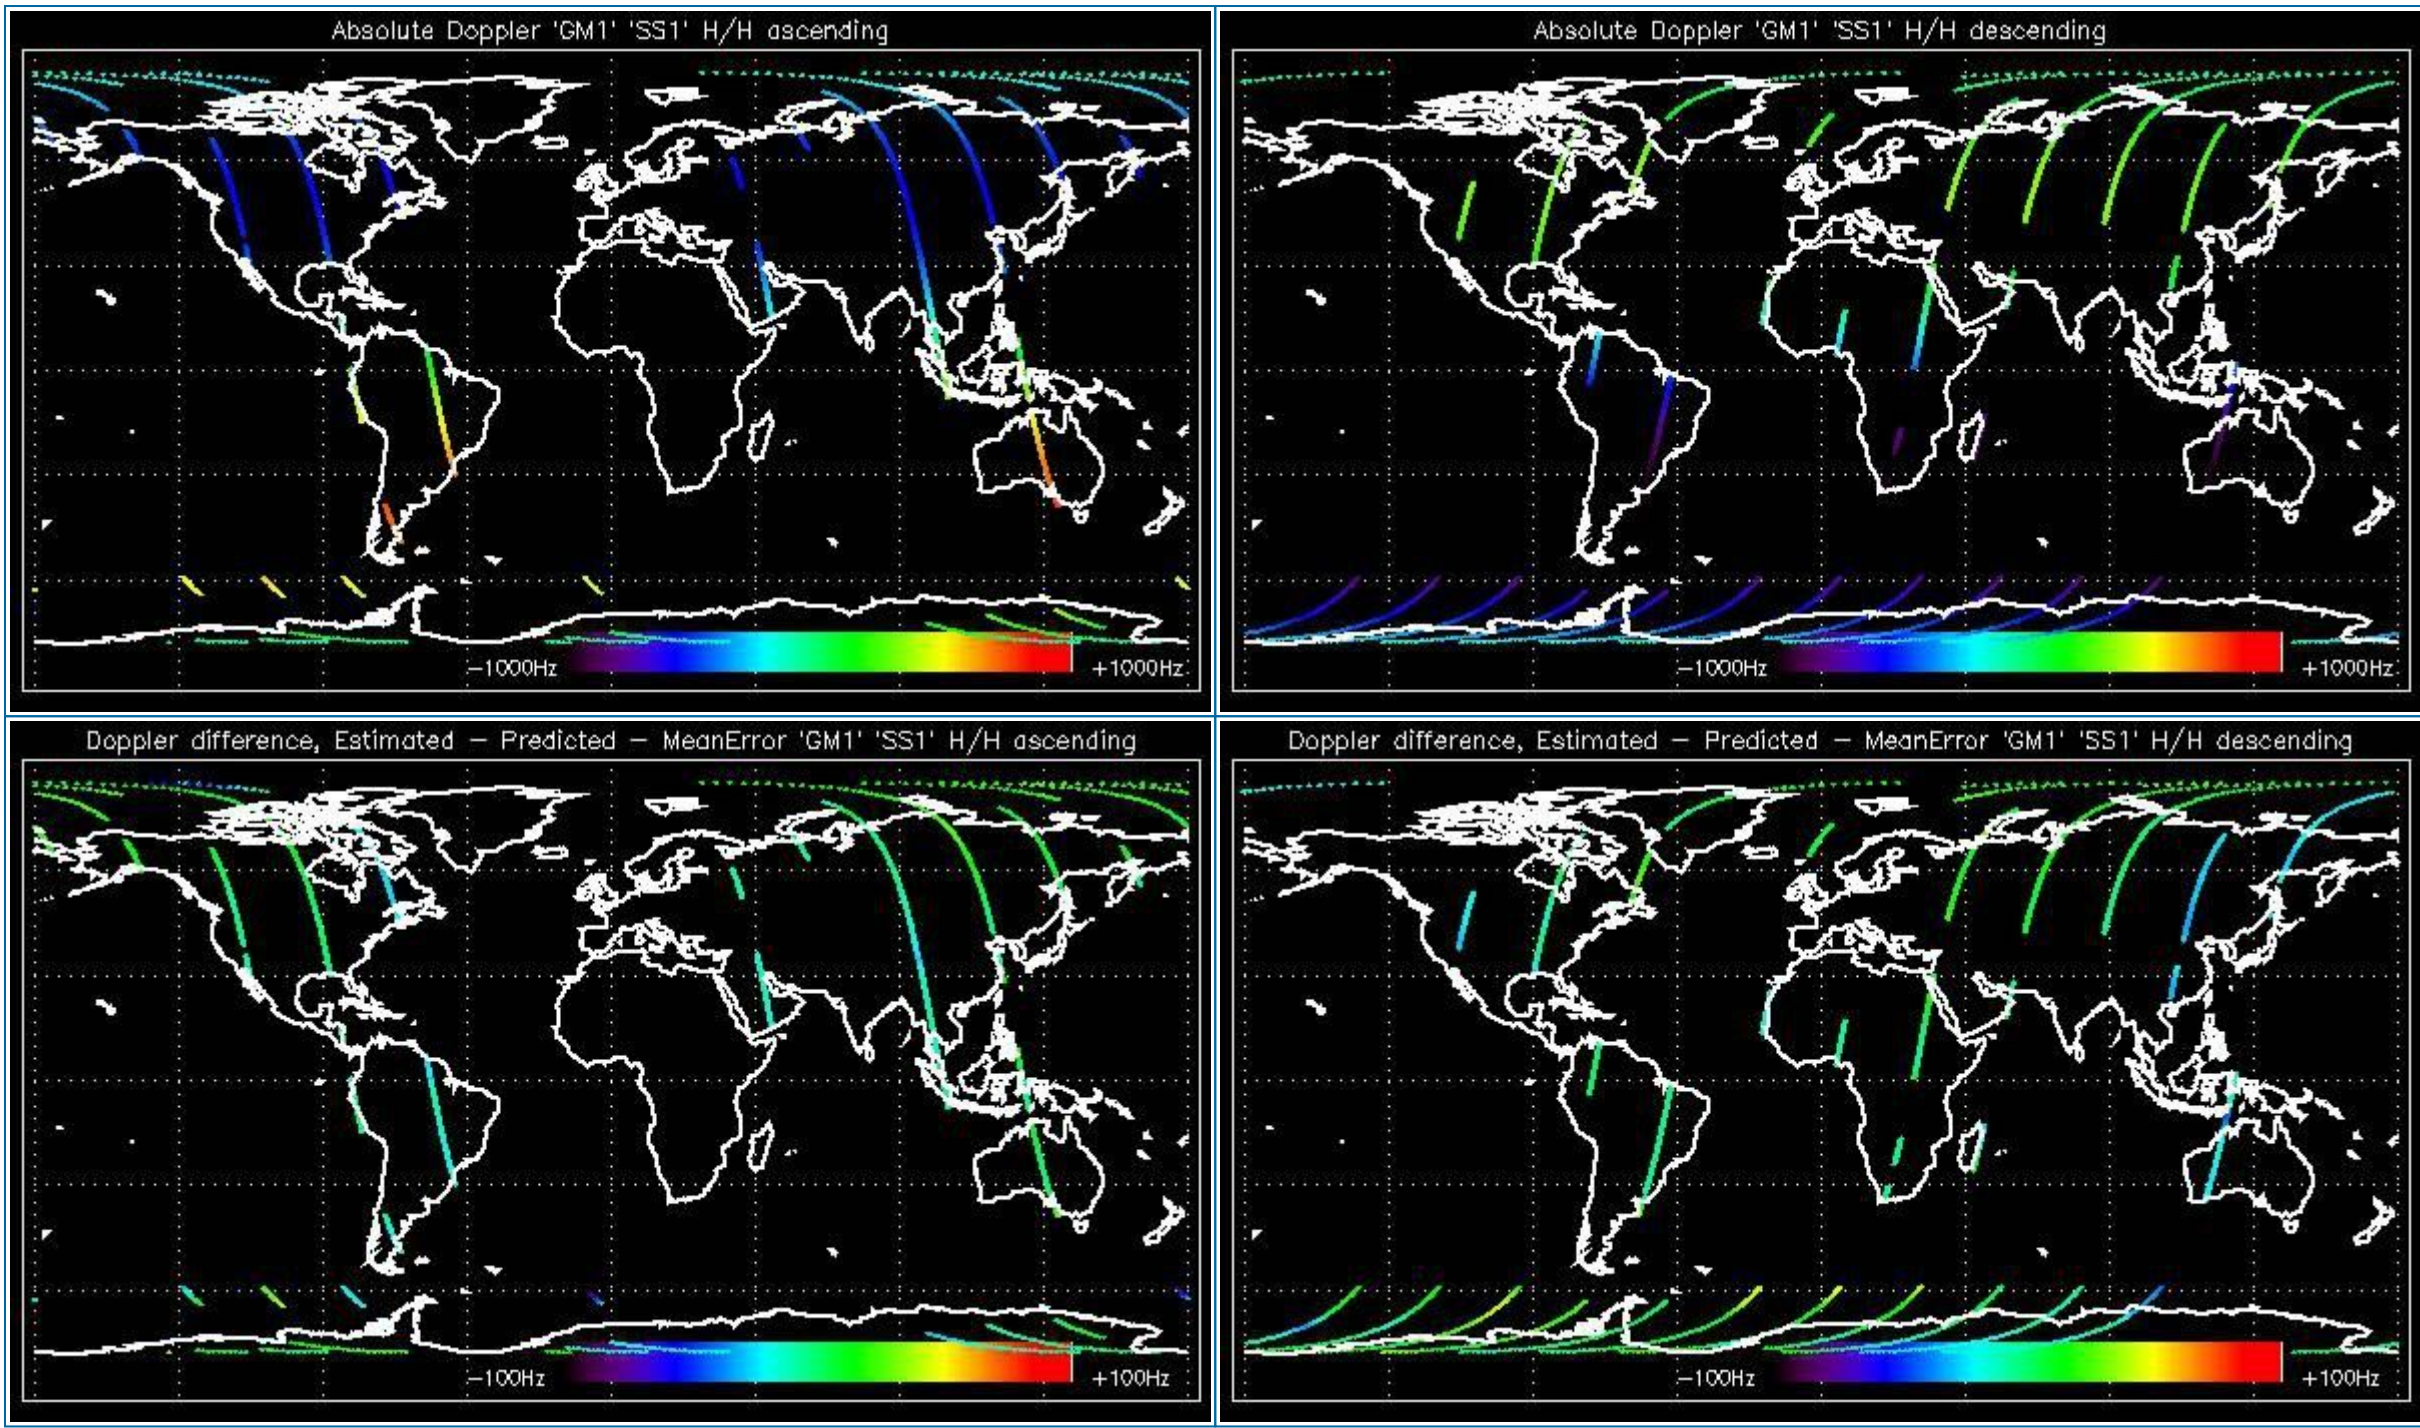 Absolute Doppler 'GM1' 'SS1' H/H ascending
−1000Hz
+1000Hz
Absolute Doppler 'GM1' 'SS1' H/H descending
−1000Hz
+1000Hz
Doppler difference, Estimated − Predicted − MeanError 'GM1' 'SS1' H/H ascending
−100Hz
+100Hz
Doppler difference, Estimated − Predicted − MeanError 'GM1' 'SS1' H/H descending
−100Hz
+100Hz